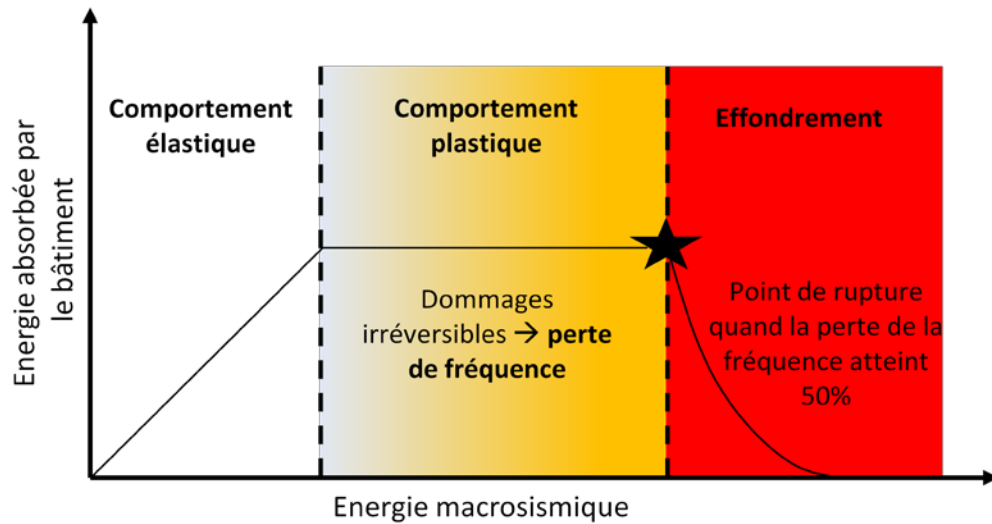 Energie absorbée par
le bâtiment
Comportement
élastique
Comportement
plastique
Effondrement
Dommages
irréversibles → perte
de fréquence
Point de rupture
quand la perte de la
fréquence atteint
50%
Energie macrosismique